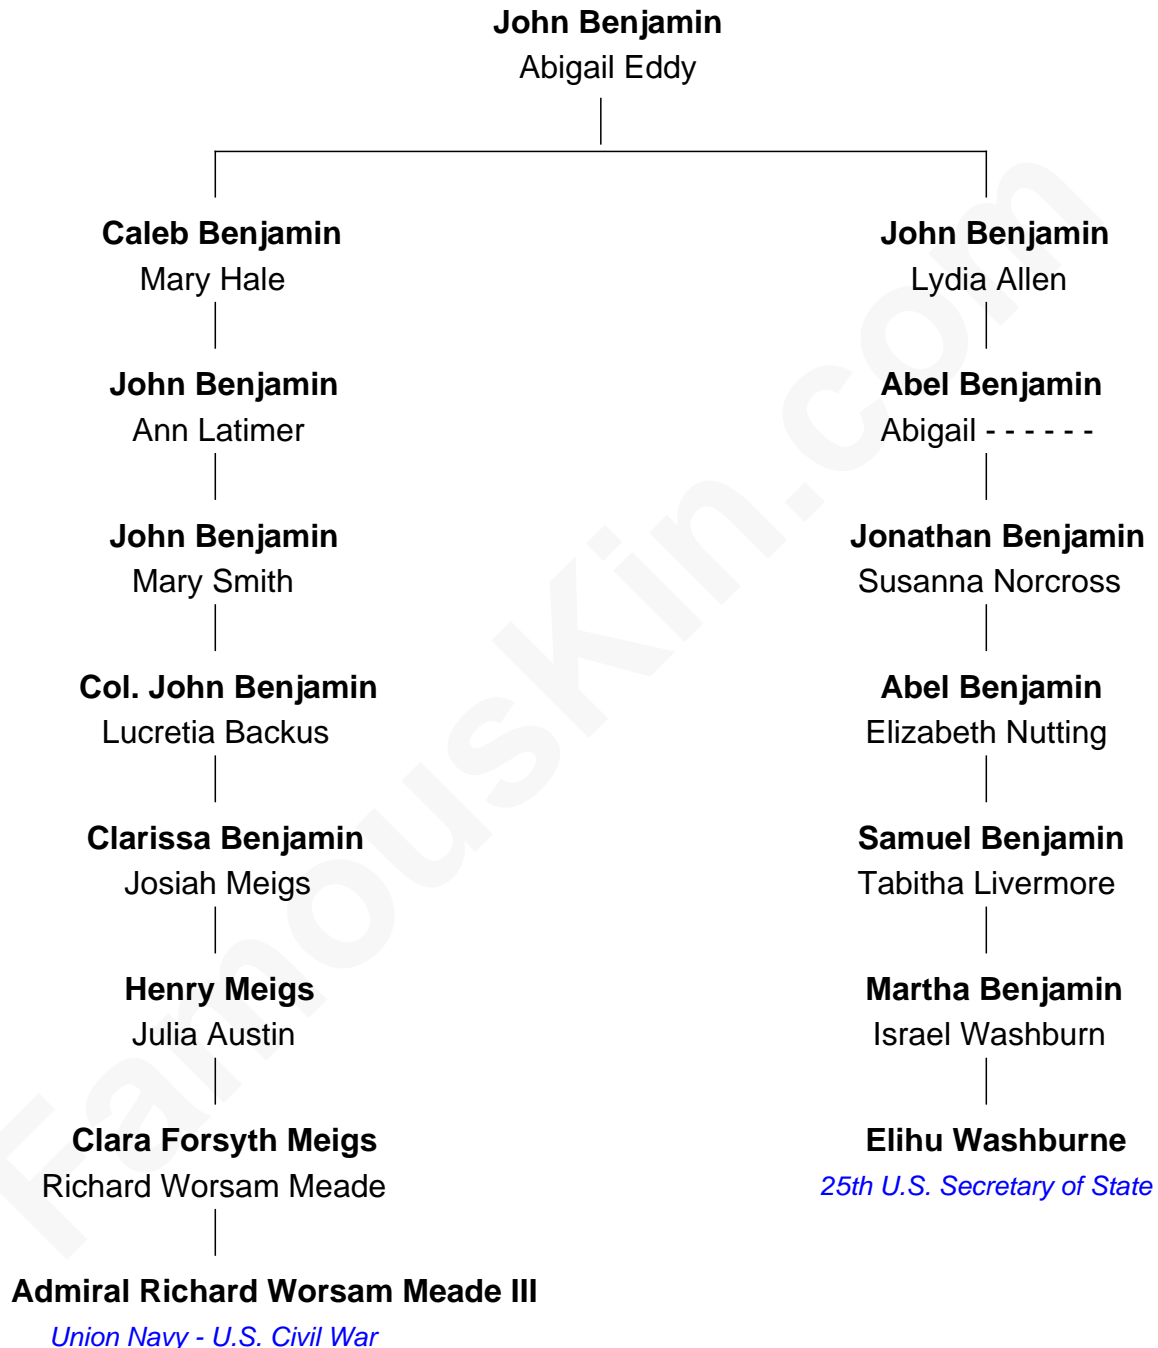 John Benjamin
Abigail Eddy
Caleb Benjamin
Mary Hale
John Benjamin
Ann Latimer
John Benjamin
Mary Smith
Col. John Benjamin
Lucretia Backus
Clarissa Benjamin
Josiah Meigs
Henry Meigs
Julia Austin
Clara Forsyth Meigs
Richard Worsam Meade
Admiral Richard Worsam Meade III
Union Navy - U.S. Civil War
John Benjamin
Lydia Allen
Abel Benjamin
Abigail - - - - - -
Jonathan Benjamin
Susanna Norcross
Abel Benjamin
Elizabeth Nutting
Samuel Benjamin
Tabitha Livermore
Martha Benjamin
Israel Washburn
Elihu Washburne
25th U.S. Secretary of State
FamousKin.com